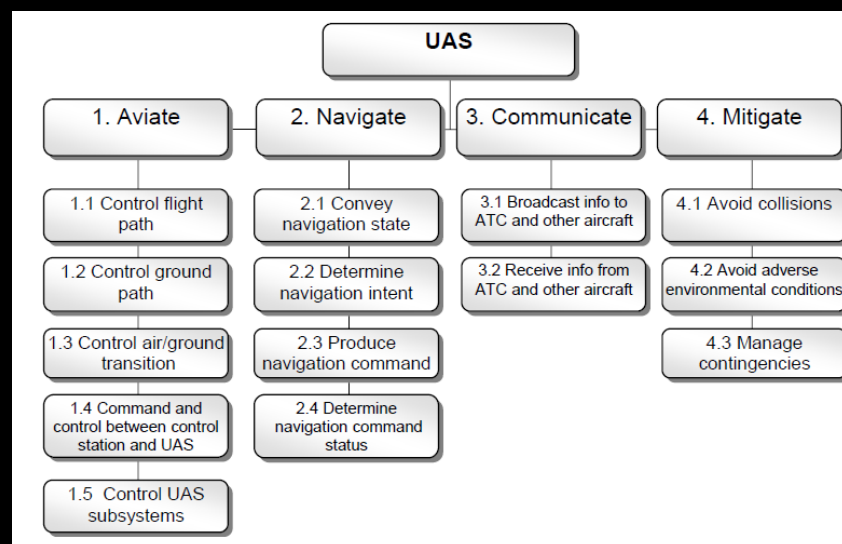 UAS
1. Aviate
2. Navigate
3. Communicate
4. Mitigate
1.1 Control flight
path
1.2 Control ground
path
1.3 Control air/ground
transition
1.4 Command and
control between control
station and UAS
1.5 Control UAS
subsystems
2.1 Convey
navigation state
2.2 Determine
navigation intent
2.3 Produce
navigation command
2.4 Determine
navigation command
status
3.1 Broadcast info to
ATC and other aircraft
3.2 Receive info from
ATC and other aircraft
4.1 Avoid collisions
4.2 Avoid adverse
environmental conditions
4.3 Manage
contingencies